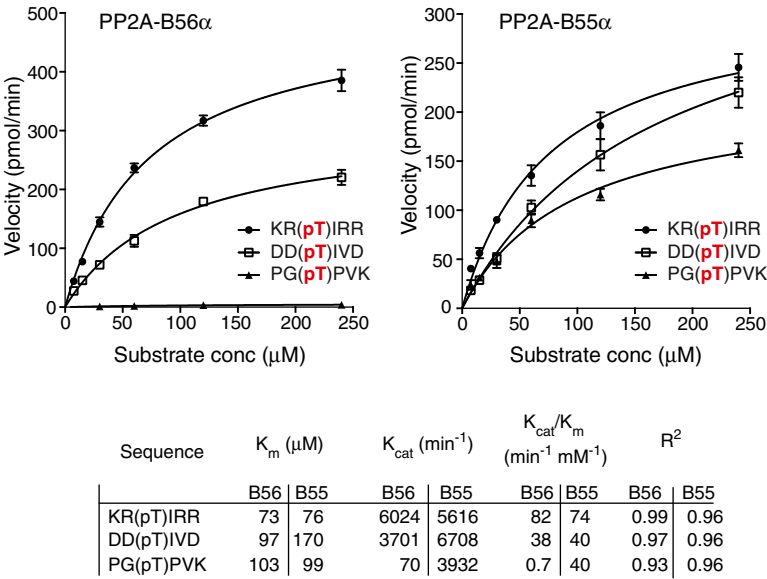 PP2A-B56α
500
400
300
200
100
0
Velocity (pmol/min)
KR(pT)IRR
DD(pT)IVD
PG(pT)PVK
0 50 100 150 200 250
Substrate conc (μM)
PP2A-B55α
300
250
200
150
100
50
0
Velocity (pmol/min)
KR(pT)IRR
DD(pT)IVD
PG(pT)PVK
0 50 100 150 200 250
Substrate conc (μM)
Sequence Km (μM) Kcat (min-1) Kcat/Km (min-1 mM-1) R2
B56 B55 B56 B55 B56 B55 B56 B55
KR(pT)IRR 73 76 6024 5616 82 74 0.99 0.96
DD(pT)IVD 97 170 3701 6708 38 40 0.97 0.96
PG(pT)PVK 103 99 70 3932 0.7 40 0.93 0.96